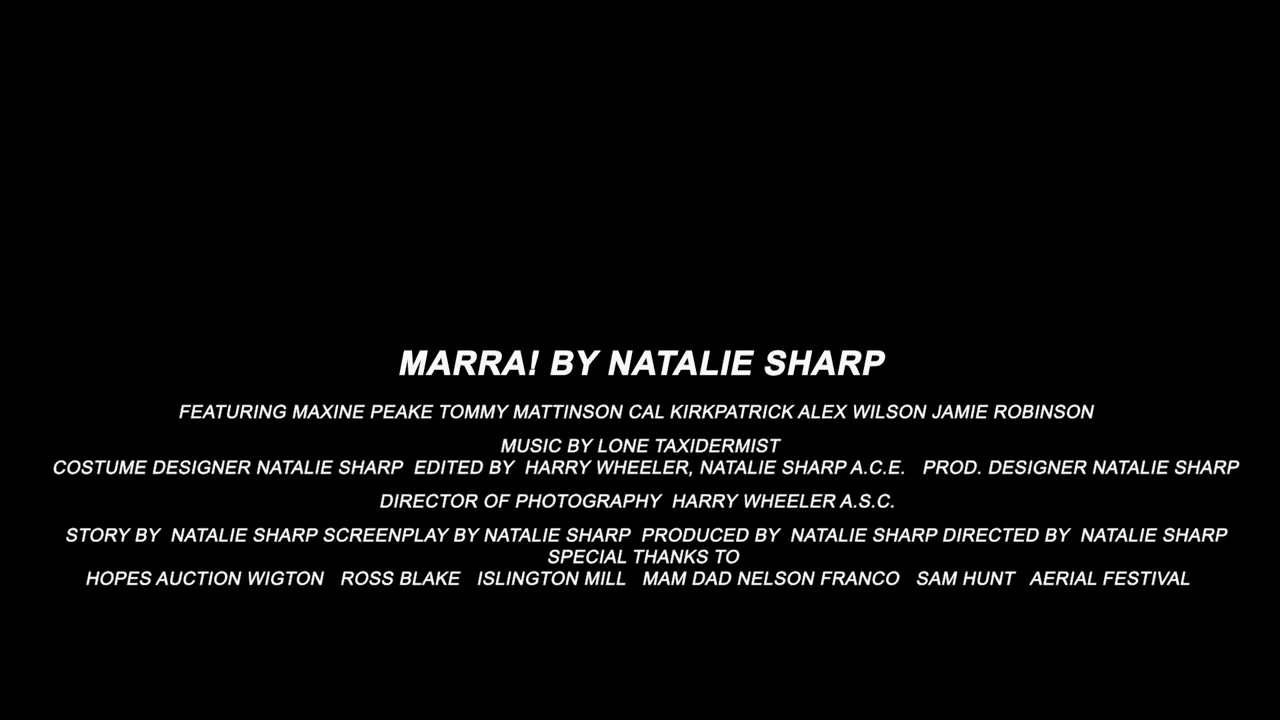 MARRA! BY NATALIE SHARP
FEATURING MAXINE PEAKE TOMMY MATTINSON CAL KIRKPATRICK ALEX WILSON JAMIE ROBINSON
MUSIC BY LONE TAXIDERMIST
COSTUME DESIGNER NATALIE SHARP EDITED BY HARRY WHEELER, NATALIE SHARP A.C.E. PROD. DESIGNER NATALIE SHARP
DIRECTOR OF PHOTOGRAPHY HARRY WHEELER A.S.C.
STORY BY NATALIE SHARP SCREENPLAY BY NATALIE SHARP PRODUCED BY NATALIE SHARP DIRECTED BY NATALIE SHARP
SPECIAL THANKS TO
HOPES AUCTION WIGTON ROSS BLAKE ISLINGTON MILL MAM DAD NELSON FRANCO SAM HUNT AERIAL FESTIVAL